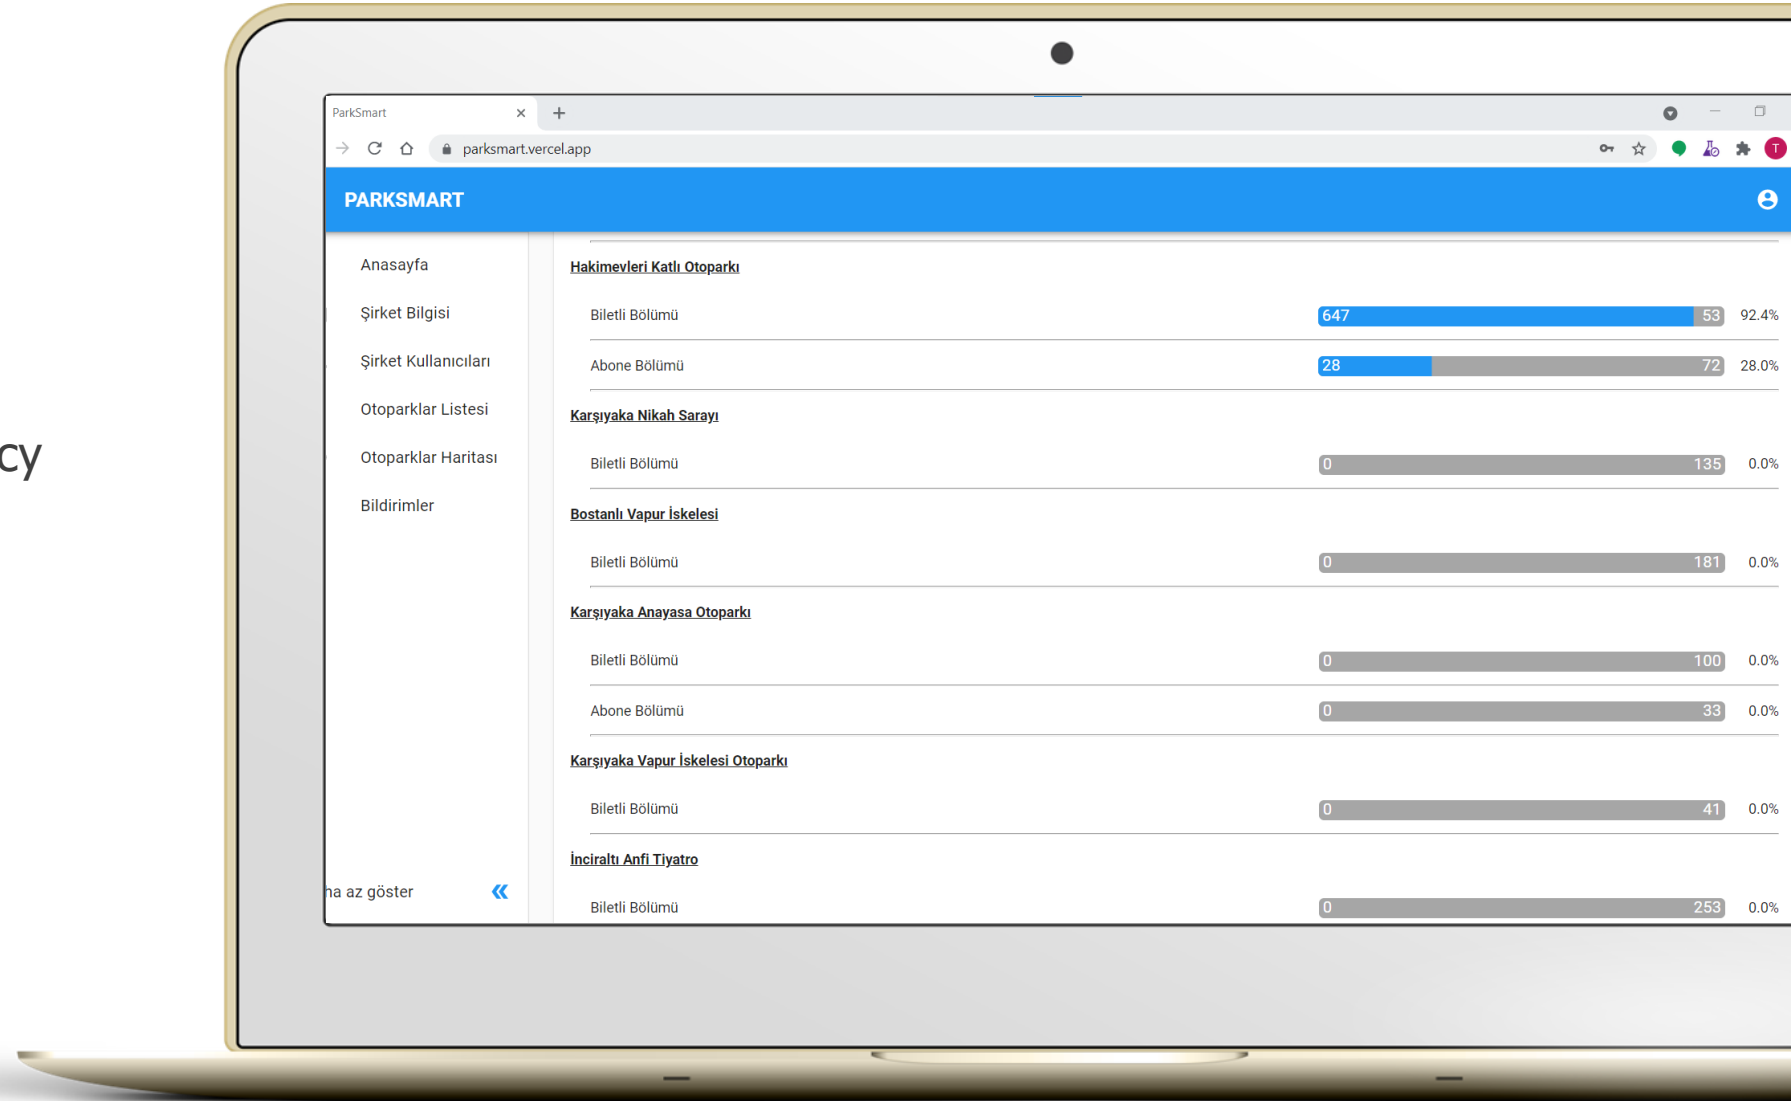 cy
ParkSmart
parksmart.vercel.app
T
PARKSMART
Anasayfa
Şirket Bilgisi
Şirket Kullanıcıları
Otoparklar Listesi
Otoparklar Haritası
Bildirimler
ha az göster
Hakimevleri Katlı Otoparkı
Biletli Bölümü 647 53 92.4%
Abone Bölümü 28 72 28.0%
Karşıyaka Nikah Sarayı
Biletli Bölümü 0 135 0.0%
Bostanlı Vapur İskelesi
Biletli Bölümü 0 181 0.0%
Karşıyaka Anayasa Otoparkı
Biletli Bölümü 0 100 0.0%
Abone Bölümü 0 33 0.0%
Karşıyaka Vapur İskelesi Otoparkı
Biletli Bölümü 0 41 0.0%
İnciraltı Anfi Tiyatro
Biletli Bölümü 0 253 0.0%